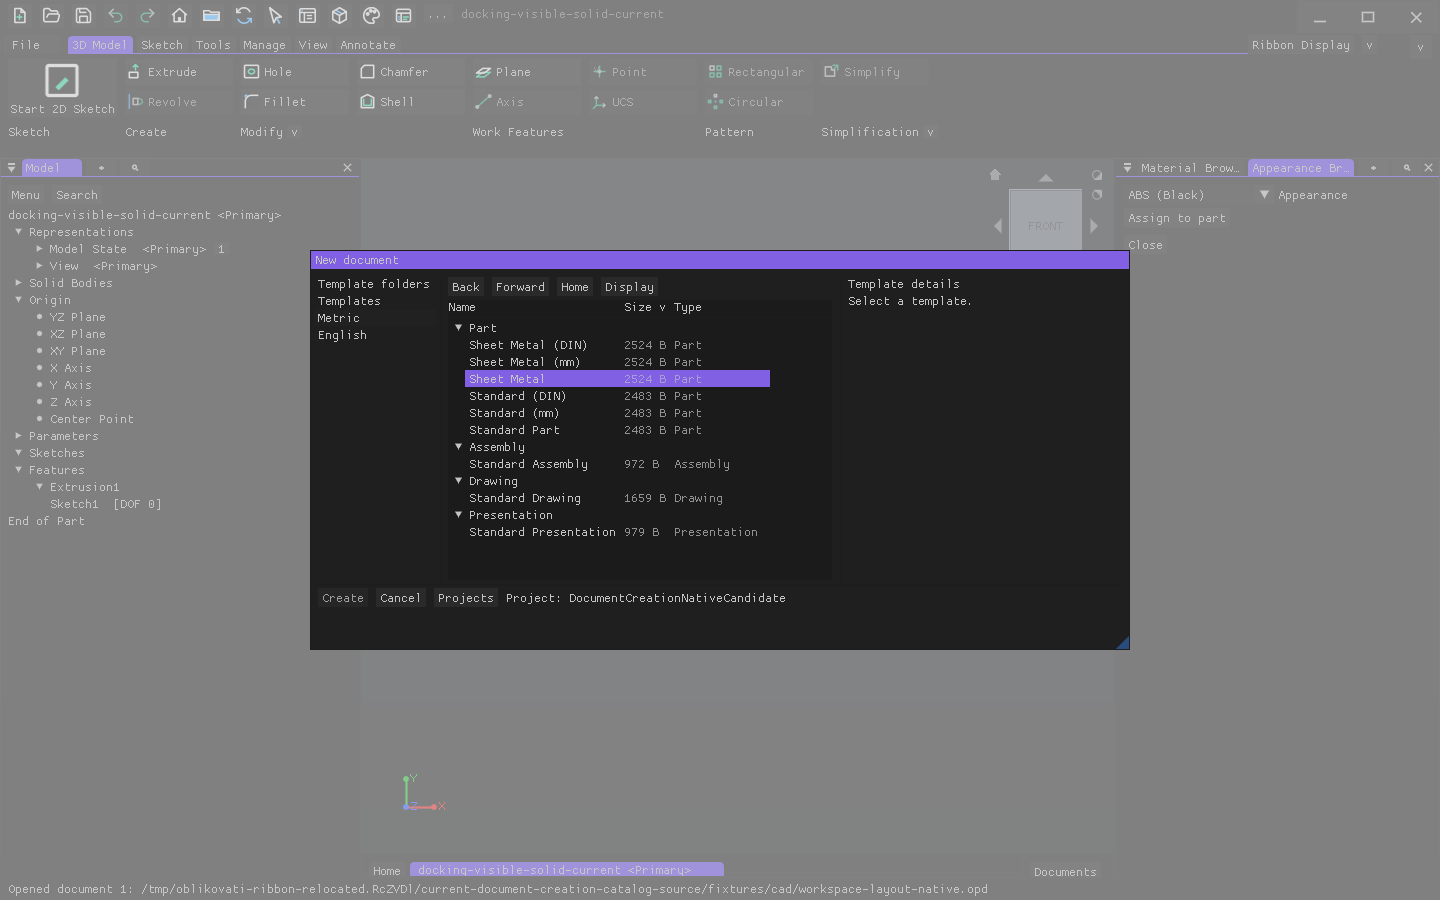 ... docking-visible-solid-current
File 3D Model Sketch Tools Manage View Annotate Ribbon Display v v
Extrude Hole Chamfer Plane Point Rectangular Simplify
Start 2D Sketch Revolve Fillet Shell Axis UCS Circular
Sketch Create Modify v Work Features Pattern Simplification v
Model Material Brow… Appearance Br…
Menu Search ABS (Black) Appearance
docking-visible-solid-current <Primary> Assign to part
Representations FRONT
Model State <Primary> 1 Close
View <Primary>
Solid Bodies
Origin
YZ Plane
XZ Plane
XY Plane
X Axis
Y Axis
Z Axis
Center Point
Parameters
Sketches
Features
Extrusion1
Sketch1 [DOF 0]
End of Part
New document
Template folders
Templates
Metric
English
Back Forward Home Display
Name Size v Type
Part
Sheet Metal (DIN) 2524 B Part
Sheet Metal (mm) 2524 B Part
Sheet Metal 2524 B Part
Standard (DIN) 2483 B Part
Standard (mm) 2483 B Part
Standard Part 2483 B Part
Assembly
Standard Assembly 972 B Assembly
Drawing
Standard Drawing 1659 B Drawing
Presentation
Standard Presentation 979 B Presentation
Template details
Select a template.
Create Cancel Projects Project: DocumentCreationNativeCandidate
Y
Z X
Home docking-visible-solid-current <Primary> Documents
Opened document 1: /tmp/oblikovati-ribbon-relocated.RcZVDl/current-document-creation-catalog-source/fixtures/cad/workspace-layout-native.opd